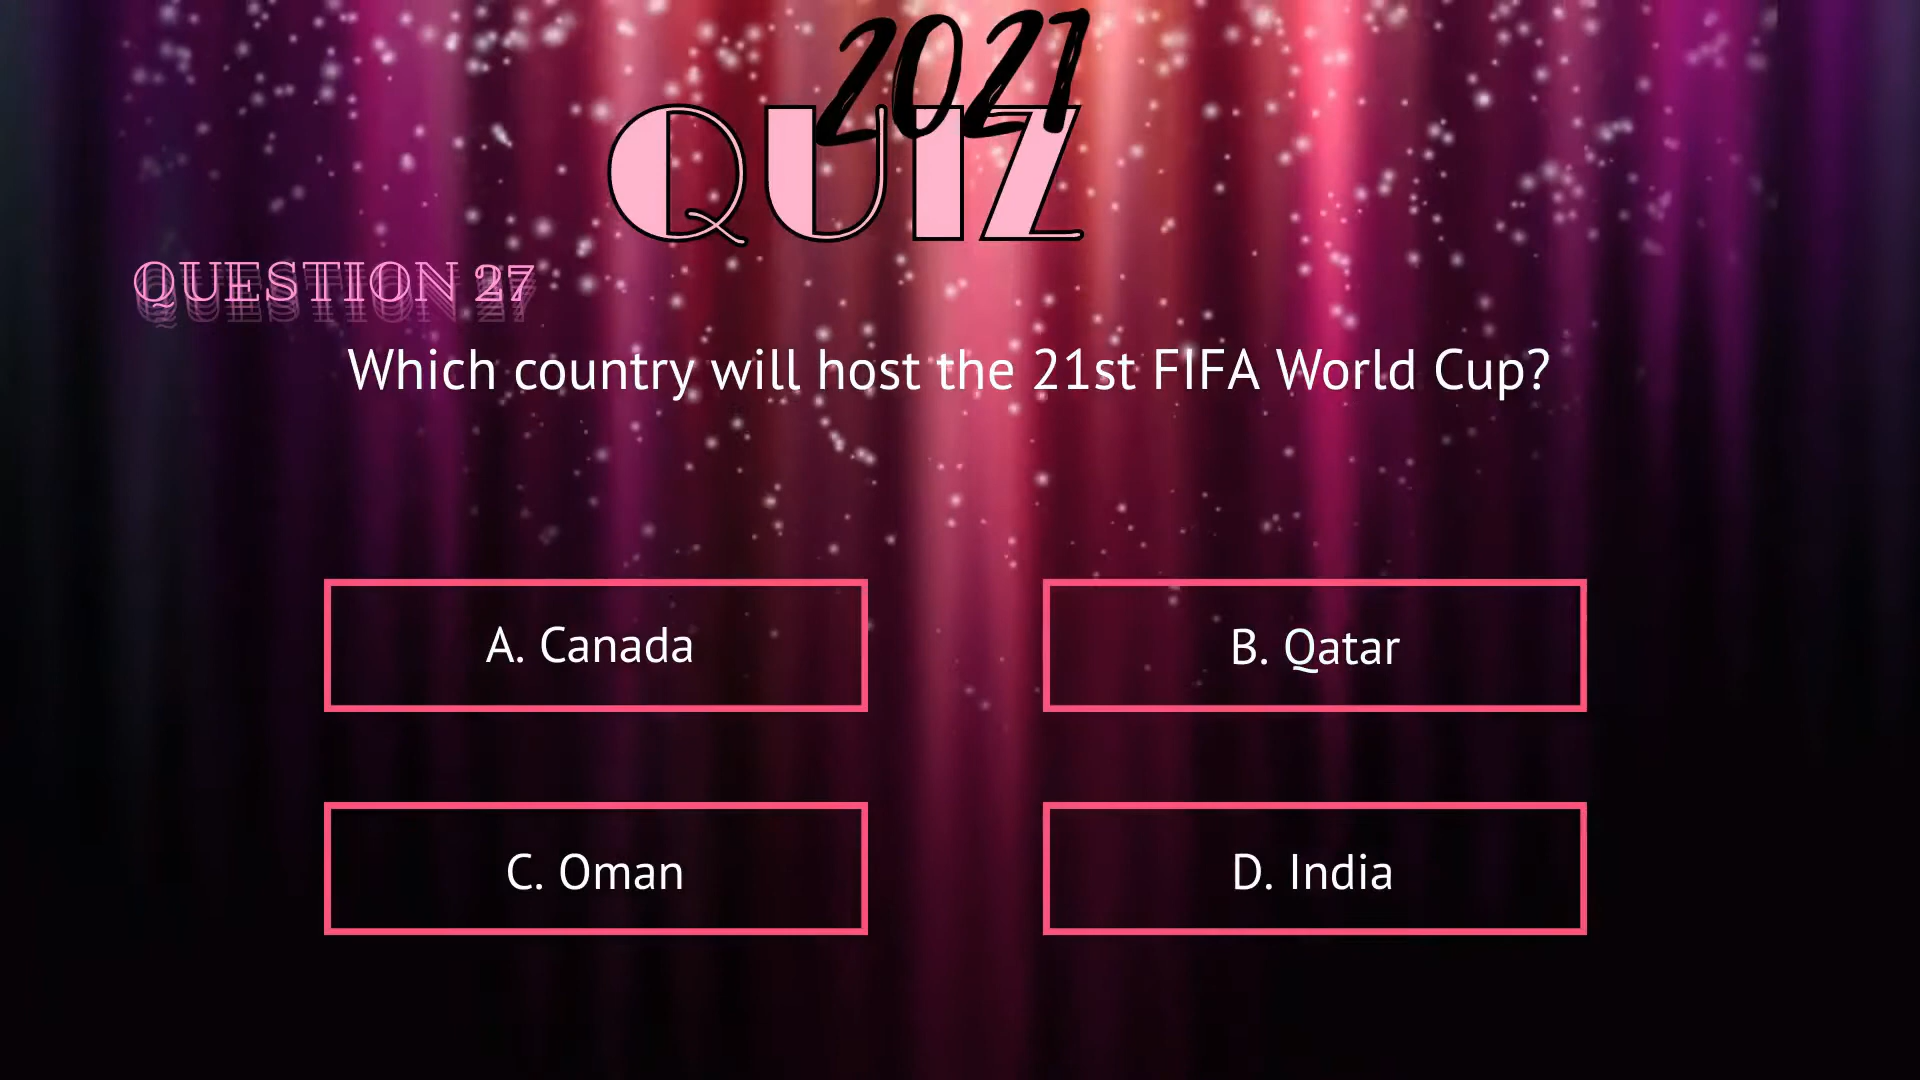 2021
QUIZ
QUESTION 27
Which country will host the 21st FIFA World Cup?
A. Canada
B. Qatar
C. Oman
D. India